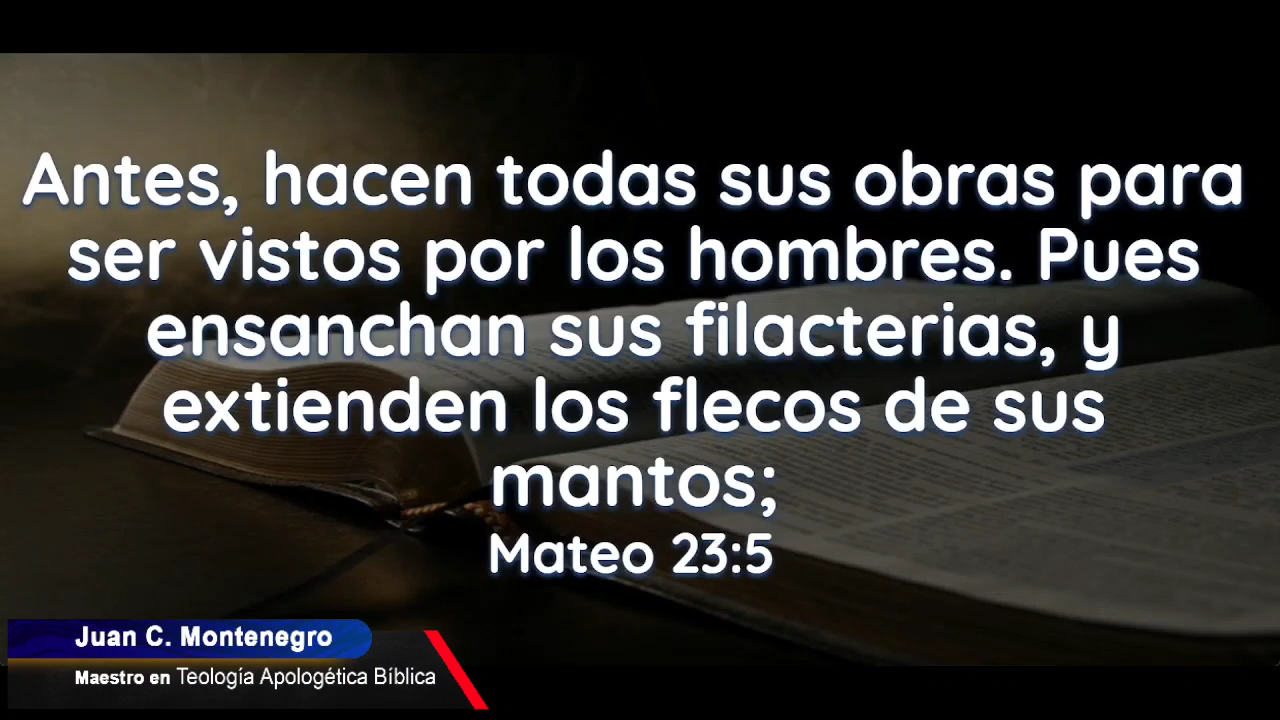 Antes, hacen todas sus obras para
ser vistos por los hombres. Pues
ensanchan sus filacterias, y
extienden los flecos de sus
mantos;
Mateo 23:5
Juan C. Montenegro
Maestro en Teología Apologética Bíblica